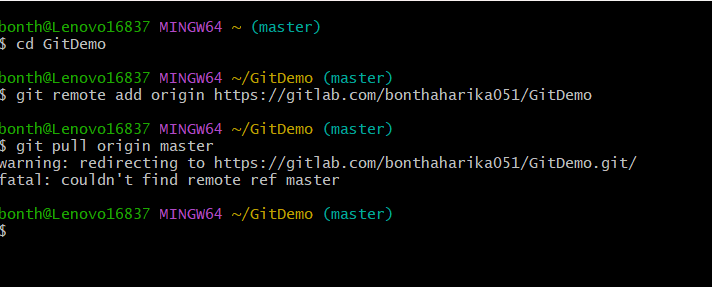 bonth@Lenovo16837 MINGW64 ~ (master)
$ cd GitDemo
bonth@Lenovo16837 MINGW64 ~/GitDemo (master)
$ git remote add origin https://gitlab.com/bonthaharika051/GitDemo
bonth@Lenovo16837 MINGW64 ~/GitDemo (master)
$ git pull origin master
warning: redirecting to https://gitlab.com/bonthaharika051/GitDemo.git/
fatal: couldn't find remote ref master
bonth@Lenovo16837 MINGW64 ~/GitDemo (master)
$